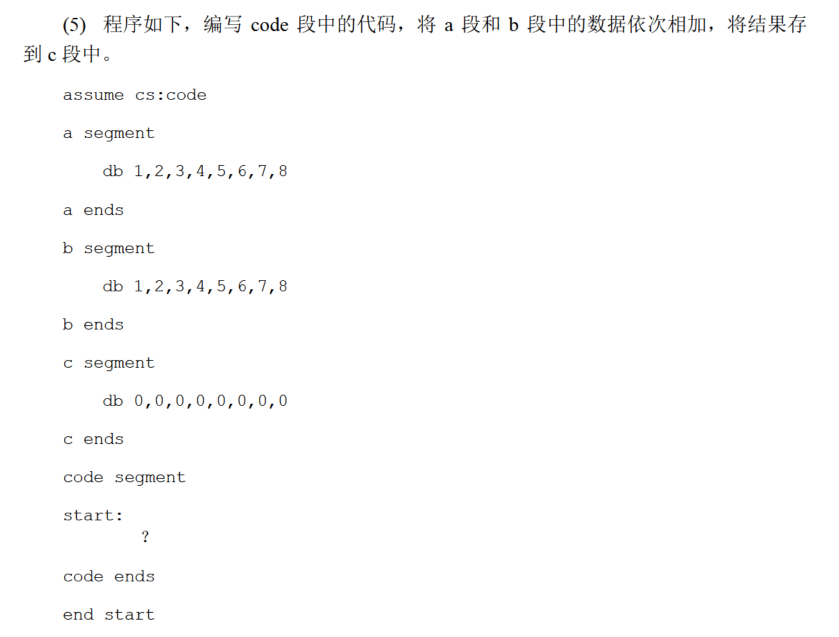 (5) 程序如下，编写 code 段中的代码，将 a 段和 b 段中的数据依次相加，将结果存
到 c 段中。
assume cs:code
a segment
db 1,2,3,4,5,6,7,8
a ends
b segment
db 1,2,3,4,5,6,7,8
b ends
c segment
db 0,0,0,0,0,0,0,0
c ends
code segment
start:
?
code ends
end start